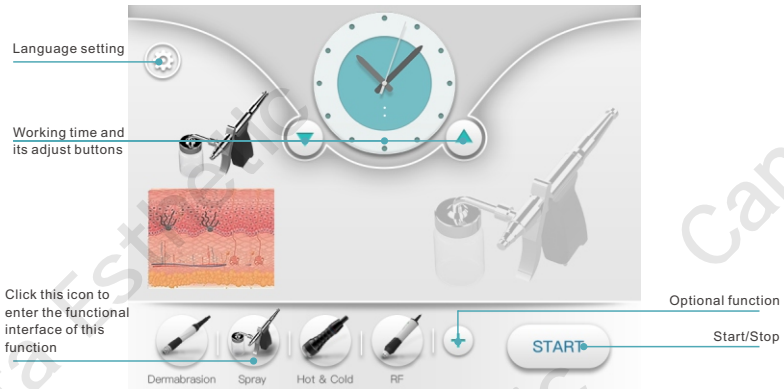 Language setting
Working time and
its adjust buttons
Click this icon to
enter the functional
interface of this
function
Optional function
START
Start/Stop
Dermabrasion
Spray
Hot & Cold
RF